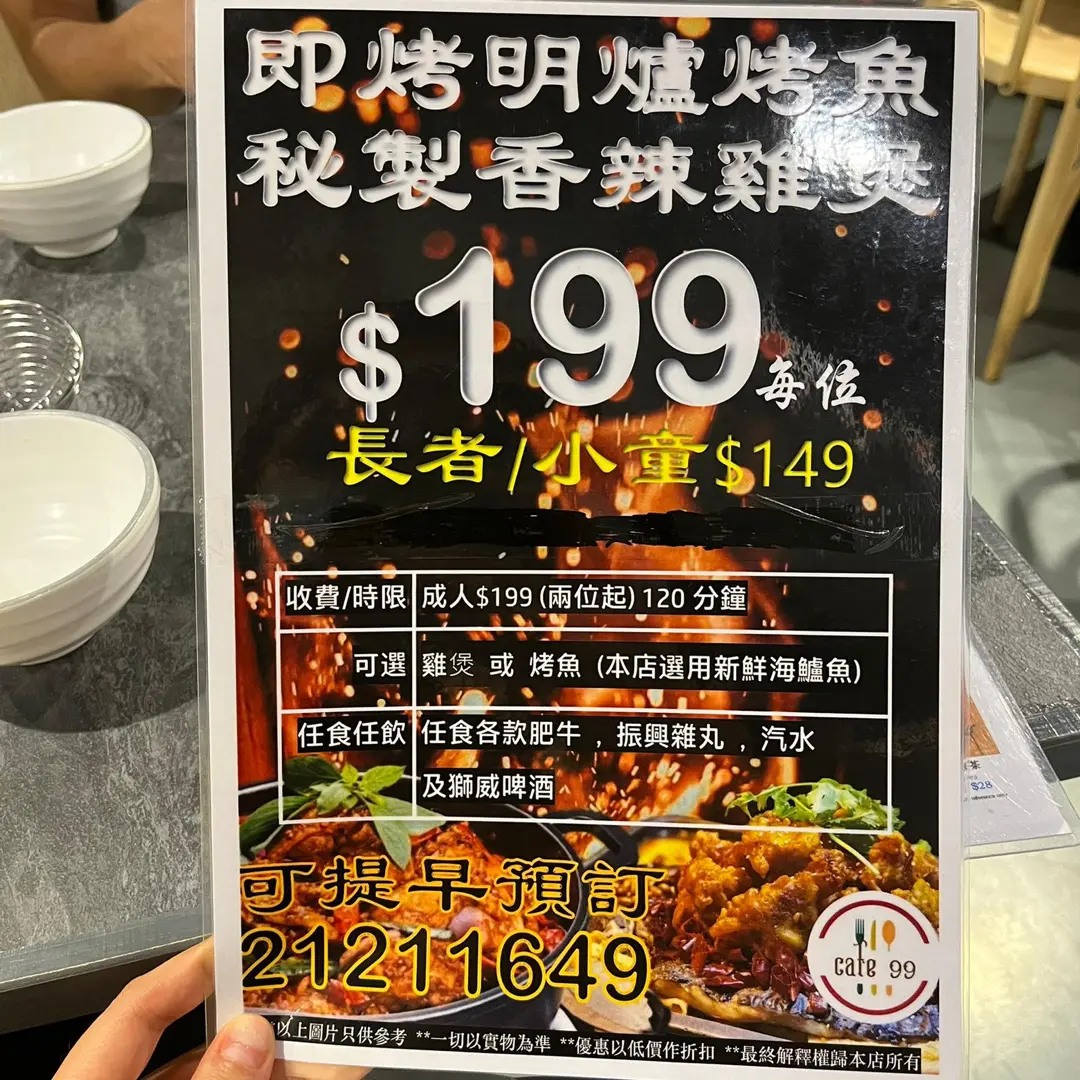 即烤明爐烤魚
秘製香辣雞煲
$199每位
長者/小童$149
收費/時限 成人$199(兩位起)120 分鐘
可選 雞煲 或 烤魚 (本店選用新鮮海鱸魚)
任食任飲 任食各款肥牛 , 振興雜丸 , 汽水
及獅威啤酒
可提早預訂
21211649
cafe 99
以上圖片只供參考 **一切以實物為準 **優惠以低價作折扣 **最終解釋權歸本店所有
$28